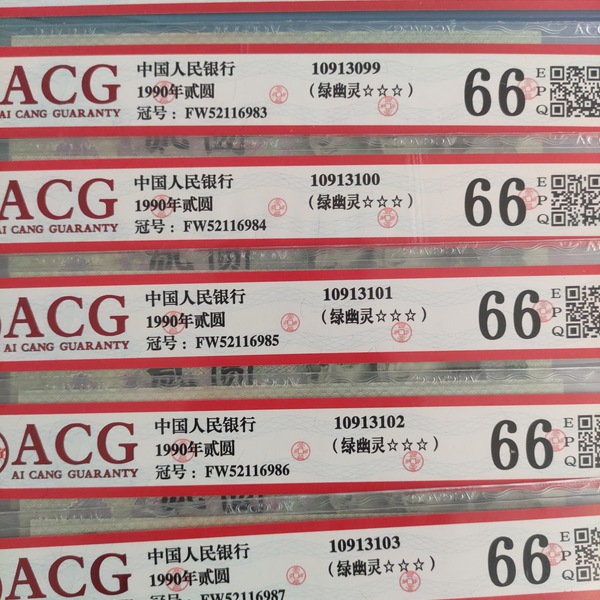 ACG
AI CANG GUARANTY
中国人民银行
1990年贰圆
冠号：FW52116983
10913099
（绿幽灵☆☆☆）
66
E
P
Q
ACG
AI CANG GUARANTY
中国人民银行
1990年贰圆
冠号：FW52116984
10913100
（绿幽灵☆☆☆）
66
E
P
Q
ACG
AI CANG GUARANTY
中国人民银行
1990年贰圆
冠号：FW52116985
10913101
（绿幽灵☆☆☆）
66
E
P
Q
ACG
AI CANG GUARANTY
中国人民银行
1990年贰圆
冠号：FW52116986
10913102
（绿幽灵☆☆☆）
66
E
P
Q
ACG
中国人民银行
1990年贰圆
冠号：FW52116987
10913103
（绿幽灵☆☆☆）
66
E
P
Q